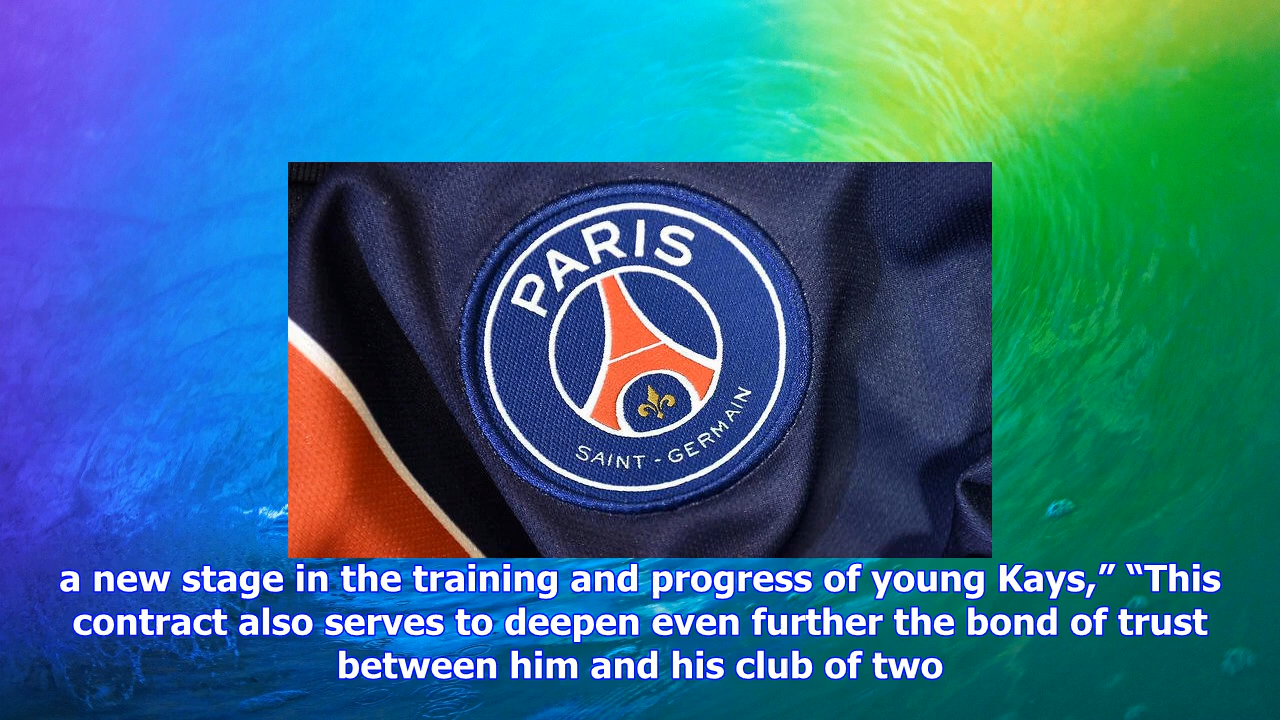 PARIS
SAINT-GERMAIN
a new stage in the training and progress of young Kays,” “This
contract also serves to deepen even further the bond of trust
between him and his club of two